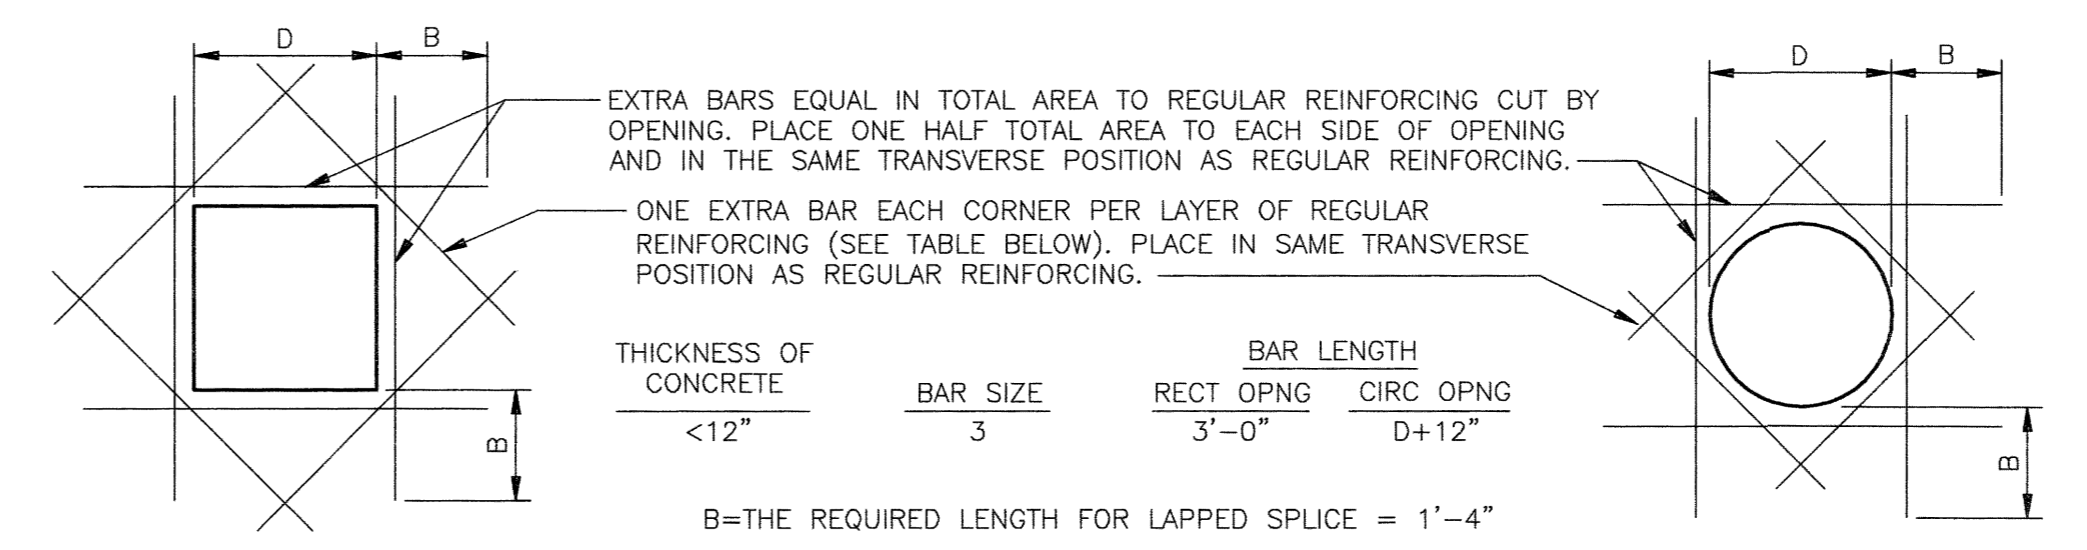 D
B
D
B
EXTRA BARS EQUAL IN TOTAL AREA TO REGULAR REINFORCING CUT BY
OPENING. PLACE ONE HALF TOTAL AREA TO EACH SIDE OF OPENING
AND IN THE SAME TRANSVERSE POSITION AS REGULAR REINFORCING.
ONE EXTRA BAR EACH CORNER PER LAYER OF REGULAR
REINFORCING (SEE TABLE BELOW). PLACE IN SAME TRANSVERSE
POSITION AS REGULAR REINFORCING.
THICKNESS OF
CONCRETE
BAR SIZE
BAR LENGTH
RECT OPNG
CIRC OPNG
<12"
3
3'-0"
D+12"
B
B
B=THE REQUIRED LENGTH FOR LAPPED SPLICE = 1'-4"